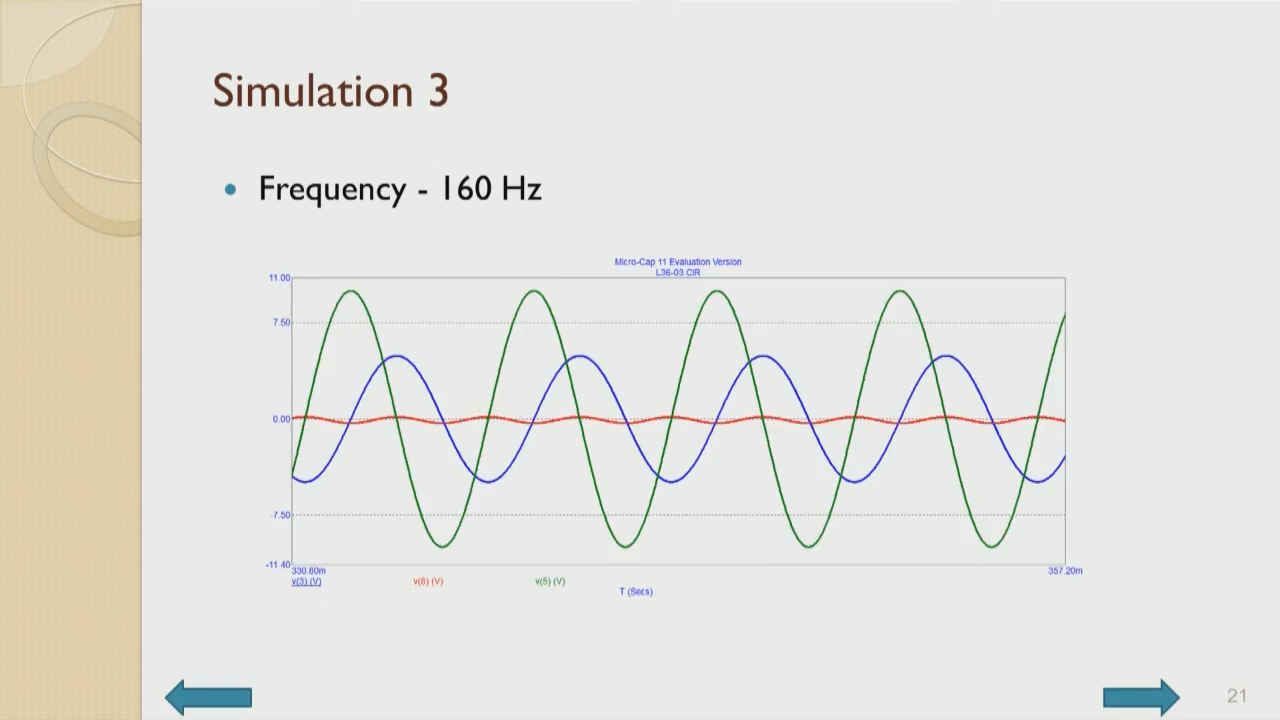 Simulation 3
• Frequency - 160 Hz
Micro-Cap 11 Evaluation Version
L36-03.CIR
11.00
7.50
0.00
-7.50
-11.40
330.80m
357.20m
v(3) (V)
v(8) (V)
v(5) (V)
T (Secs)
21